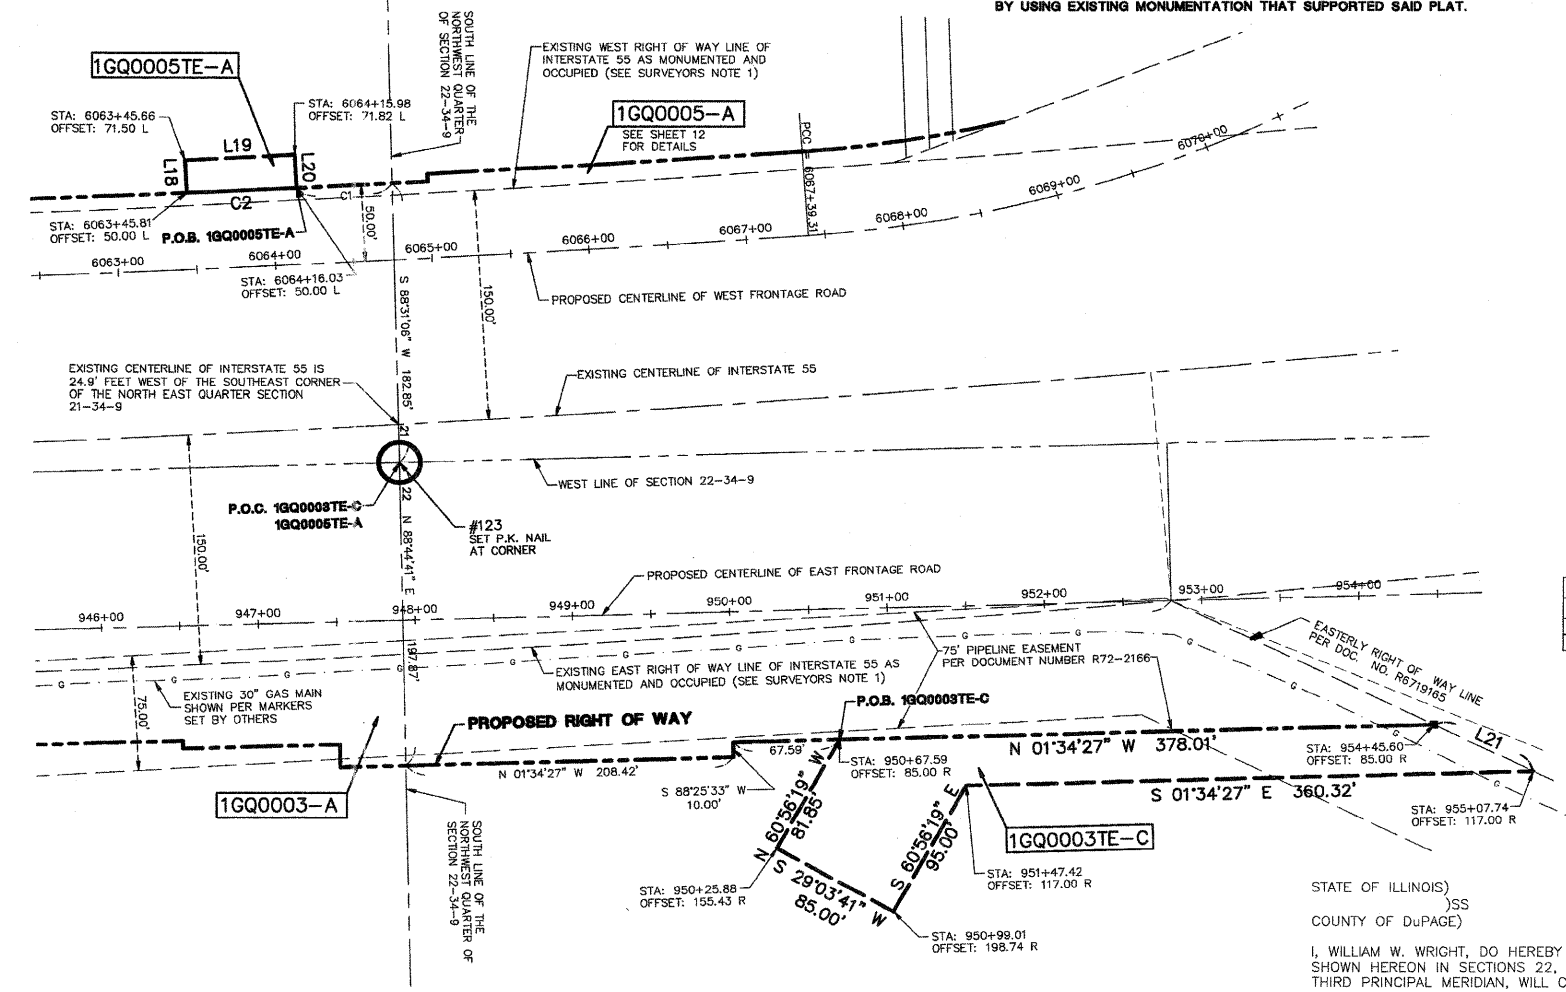 BY USING EXISTING MONUMENTATION THAT SUPPORTED SAID PLAT.
SOUTH LINE OF THE
NORTHWEST QUARTER
OF SECTION 22-34-9
1GQ0005TE-A
EXISTING WEST RIGHT OF WAY LINE OF
INTERSTATE 55 AS MONUMENTED AND
OCCUPIED (SEE SURVEYORS NOTE 1)
STA: 6063+45.66
OFFSET: 71.50 L
STA: 6064+15.98
OFFSET: 71.82 L
1GQ0005-A
SEE SHEET 12
FOR DETAILS
PCC = 6067+39.31
L19
L18
L20
C2
C1
50.00'
STA: 6063+45.81
OFFSET: 50.00 L
P.O.B. 1GQ0005TE-A
STA: 6064+16.03
OFFSET: 50.00 L
6063+00
6064+00
6065+00
6066+00
6067+00
6068+00
6069+00
6070+00
PROPOSED CENTERLINE OF WEST FRONTAGE ROAD
150.00'
S 88°31'06" W 182.85'
EXISTING CENTERLINE OF INTERSTATE 55 IS
24.9' FEET WEST OF THE SOUTHEAST CORNER
OF THE NORTH EAST QUARTER SECTION
21-34-9
EXISTING CENTERLINE OF INTERSTATE 55
21
22
WEST LINE OF SECTION 22-34-9
P.O.C. 1GQ0003TE-C
1GQ0005TE-A
#123
SET P.K. NAIL
AT CORNER
N 88°44'41" E
197.87'
150.00'
PROPOSED CENTERLINE OF EAST FRONTAGE ROAD
946+00
947+00
948+00
949+00
950+00
951+00
952+00
953+00
954+00
G G G G G G G G G G G G
75' PIPELINE EASEMENT
PER DOCUMENT NUMBER R72-2166
EASTERLY RIGHT OF WAY LINE
PER DOC. NO. R6719165
EXISTING EAST RIGHT OF WAY LINE OF INTERSTATE 55 AS
MONUMENTED AND OCCUPIED (SEE SURVEYORS NOTE 1)
EXISTING 30" GAS MAIN
SHOWN PER MARKERS
SET BY OTHERS
75.00'
P.O.B. 1GQ0003TE-C
PROPOSED RIGHT OF WAY
67.59'
N 01°34'27" W 208.42'
S 88°25'33" W
10.00'
STA: 950+67.59
OFFSET: 85.00 R
N 01°34'27" W 378.01'
STA: 954+45.60
OFFSET: 85.00 R
L21
S 01°34'27" E 360.32'
STA: 955+07.74
OFFSET: 117.00 R
1GQ0003-A
N 60°56'19" W
81.85'
S 60°56'19" E
95.00'
S 29°03'41" W
85.00'
1GQ0003TE-C
STA: 951+47.42
OFFSET: 117.00 R
STA: 950+25.88
OFFSET: 155.43 R
STA: 950+99.01
OFFSET: 198.74 R
SOUTH LINE OF THE
NORTHWEST QUARTER OF
SECTION 22-34-9
STATE OF ILLINOIS)
)SS
COUNTY OF DuPAGE)
I, WILLIAM W. WRIGHT, DO HEREBY
SHOWN HEREON IN SECTIONS 22,
THIRD PRINCIPAL MERIDIAN, WILL C